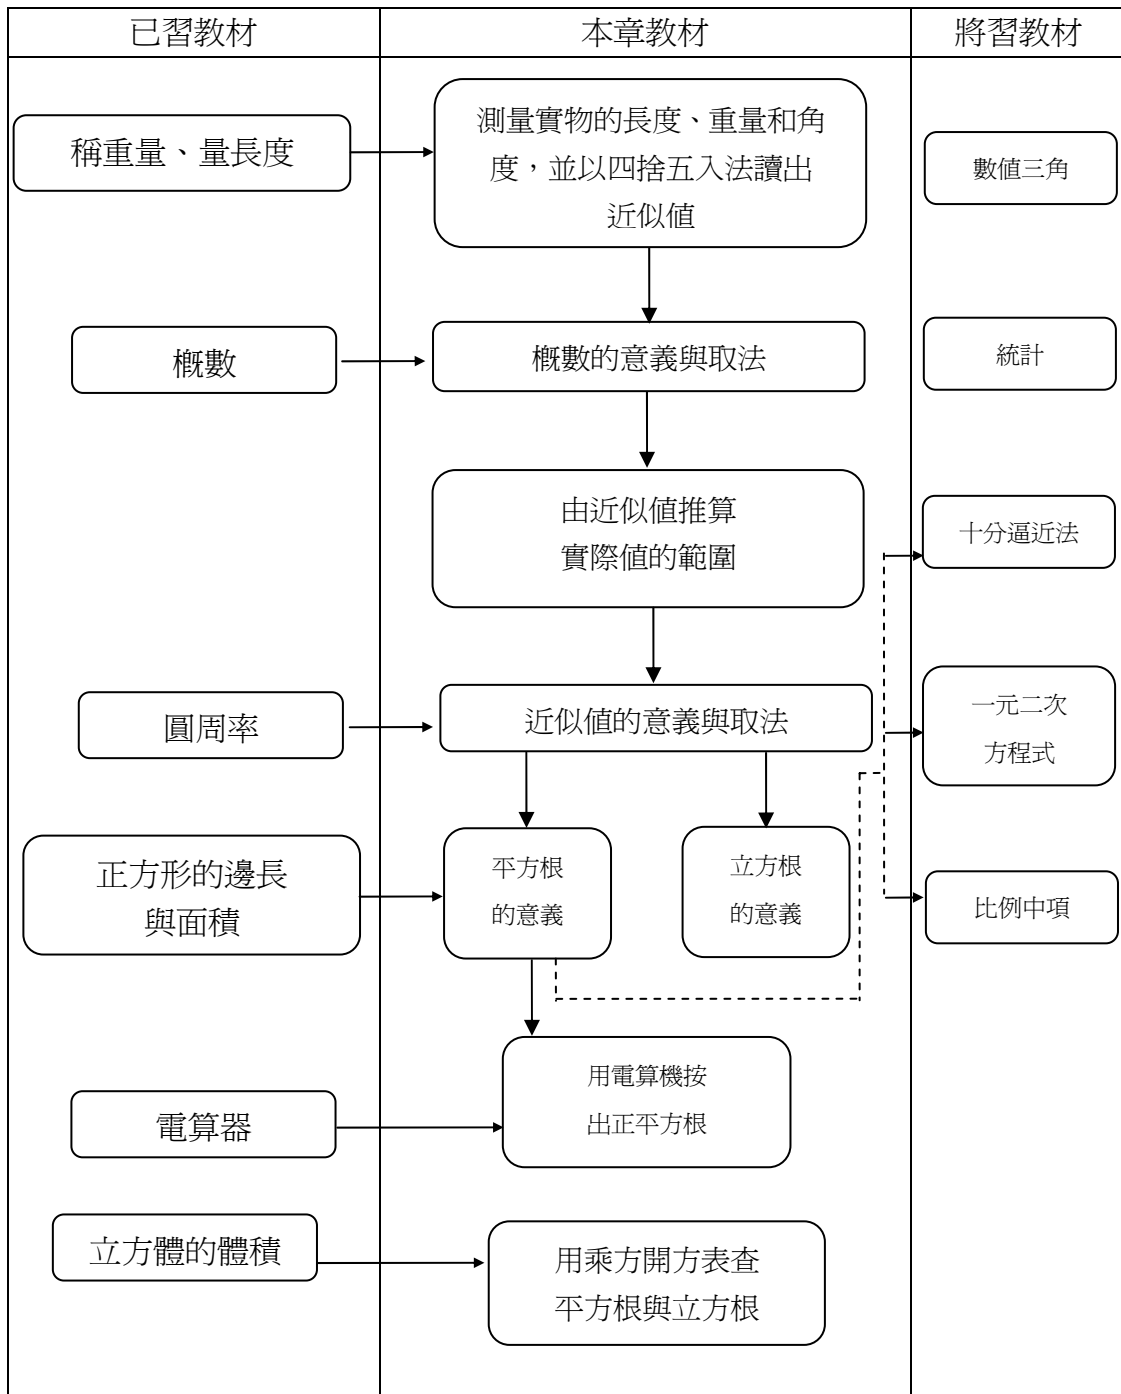 已習教材
本章教材
將習教材
稱重量、量長度
測量實物的長度、重量和角
度，並以四捨五入法讀出
近似值
數值三角
概數
概數的意義與取法
統計
由近似值推算
實際值的範圍
十分逼近法
圓周率
近似值的意義與取法
一元二次
方程式
正方形的邊長
與面積
平方根
的意義
立方根
的意義
比例中項
電算器
用電算機按
出正平方根
立方體的體積
用乘方開方表查
平方根與立方根